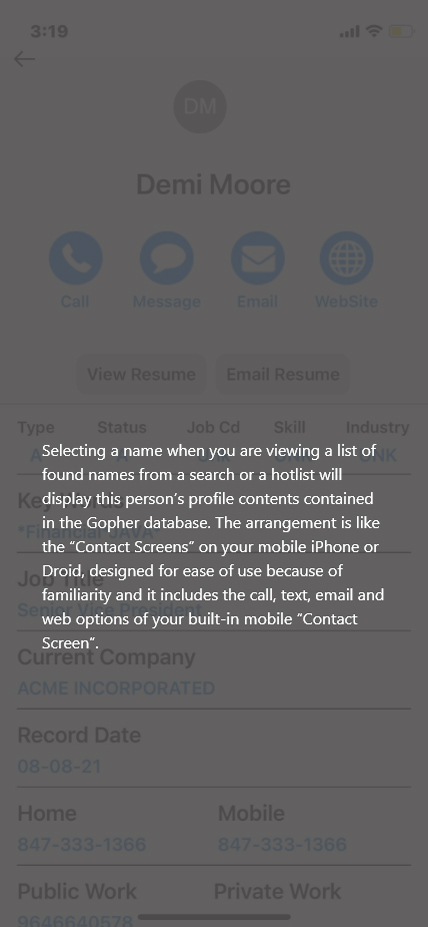 3:19
DM
Demi Moore
Call Message Email WebSite
View Resume Email Resume
Type Status Job Cd Skill Industry
Selecting a name when you are viewing a list of
found names from a search or a hotlist will
display this person’s profile contents contained
in the Gopher database. The arrangement is like
the “Contact Screens” on your mobile iPhone or
Droid, designed for ease of use because of
familiarity and it includes the call, text, email and
web options of your built-in mobile “Contact
Screen”.
Job Title
Senior Vice President
Current Company
ACME INCORPORATED
Record Date
08-08-21
Home Mobile
847-333-1366 847-333-1366
Public Work Private Work
9646640578